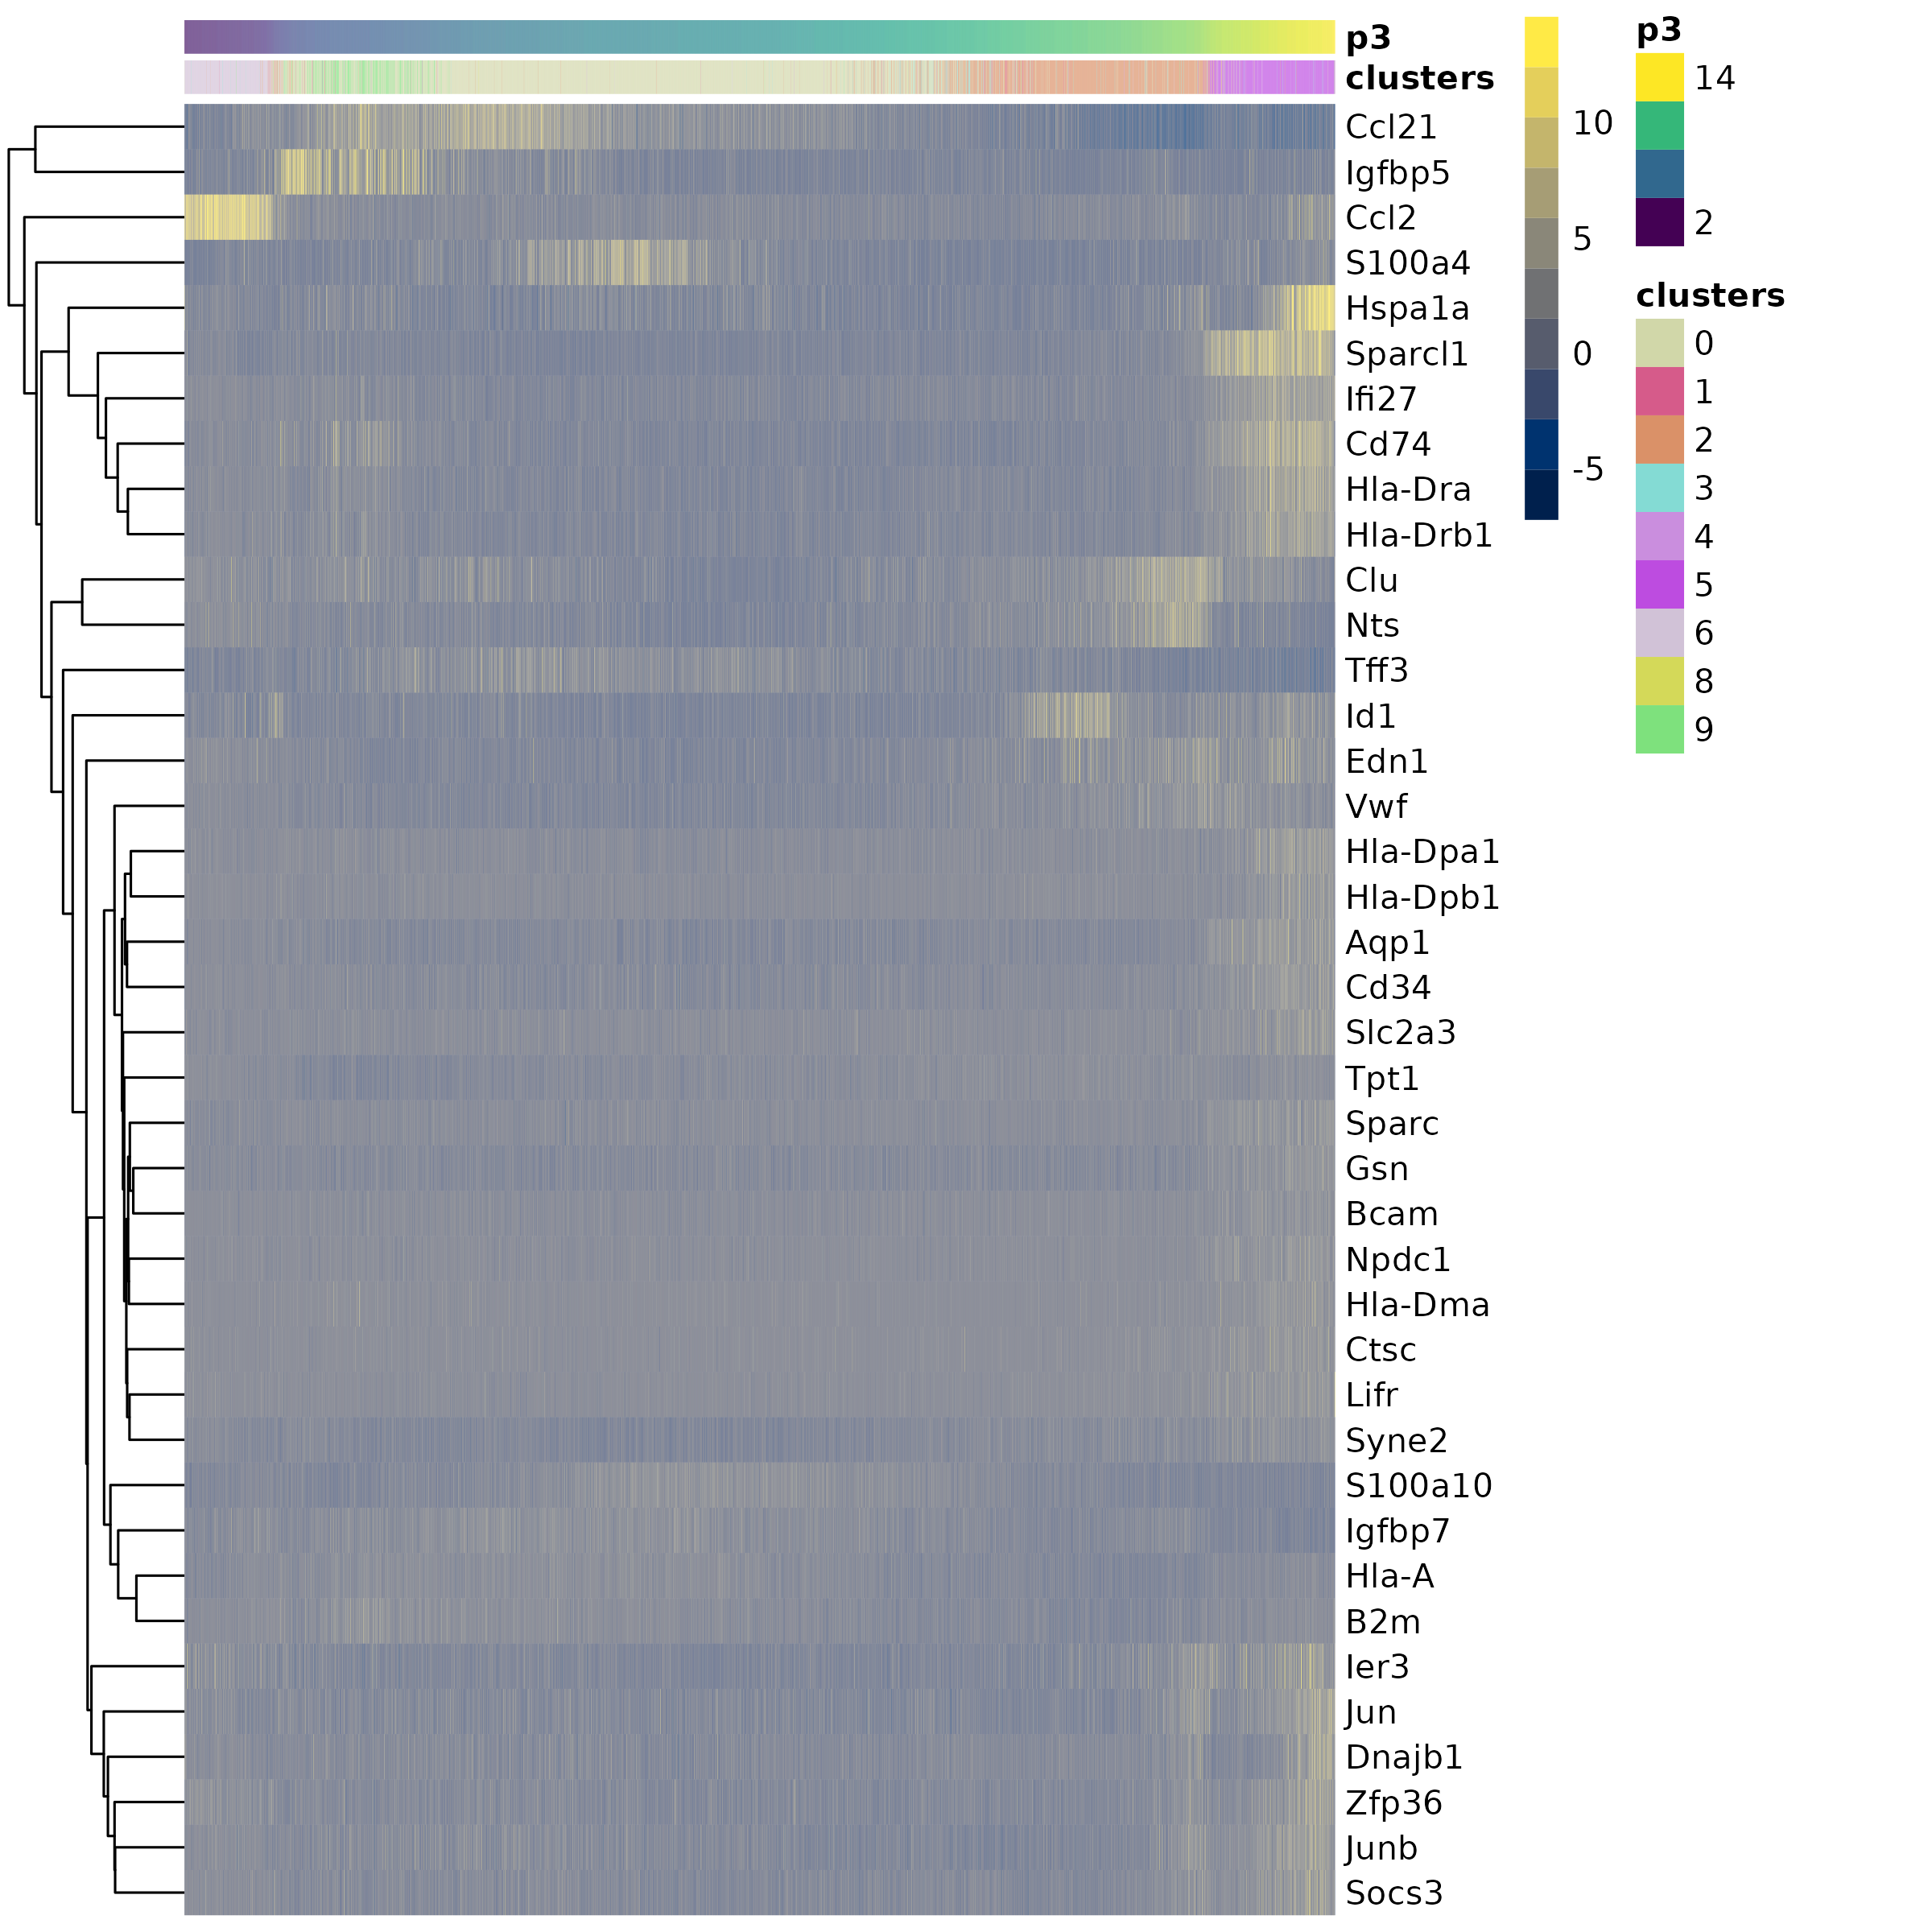 p3
clusters
Ccl21
Igfbp5
Ccl2
S100a4
Hspa1a
Sparcl1
Ifi27
Cd74
Hla-Dra
Hla-Drb1
Clu
Nts
Tff3
Id1
Edn1
Vwf
Hla-Dpa1
Hla-Dpb1
Aqp1
Cd34
Slc2a3
Tpt1
Sparc
Gsn
Bcam
Npdc1
Hla-Dma
Ctsc
Lifr
Syne2
S100a10
Igfbp7
Hla-A
B2m
Ier3
Jun
Dnajb1
Zfp36
Junb
Socs3
10
5
0
-5
p3
14
2
clusters
0
1
2
3
4
5
6
8
9